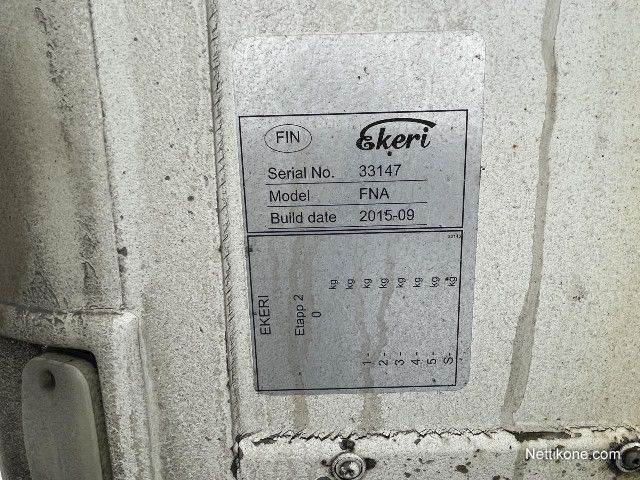 FIN
Ekeri
Serial No. 33147
Model FNA
Build date 2015-09
EKERI
Etapp 2
0
kg
kg
1- kg
2- kg
3- kg
4- kg
5- kg
S- kg
Nettikone.com